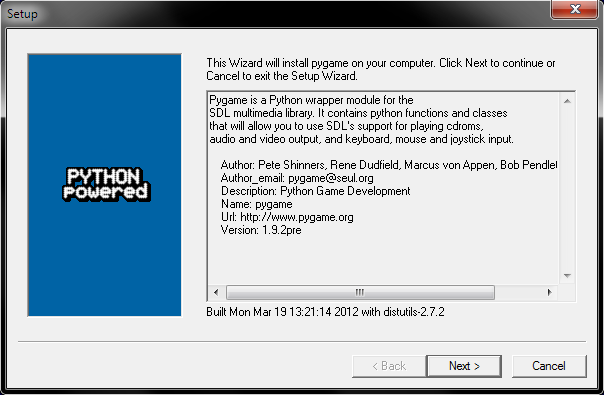 Setup
This Wizard will install pygame on your computer. Click Next to continue or
Cancel to exit the Setup Wizard.
PYTHON
powered
Pygame is a Python wrapper module for the
SDL multimedia library. It contains python functions and classes
that will allow you to use SDL's support for playing cdroms,
audio and video output, and keyboard, mouse and joystick input.
Author: Pete Shinners, Rene Dudfield, Marcus von Appen, Bob Pendlet
Author_email: pygame@seul.org
Description: Python Game Development
Name: pygame
Url: http://www.pygame.org
Version: 1.9.2pre
Built Mon Mar 19 13:21:14 2012 with distutils-2.7.2
< Back
Next >
Cancel